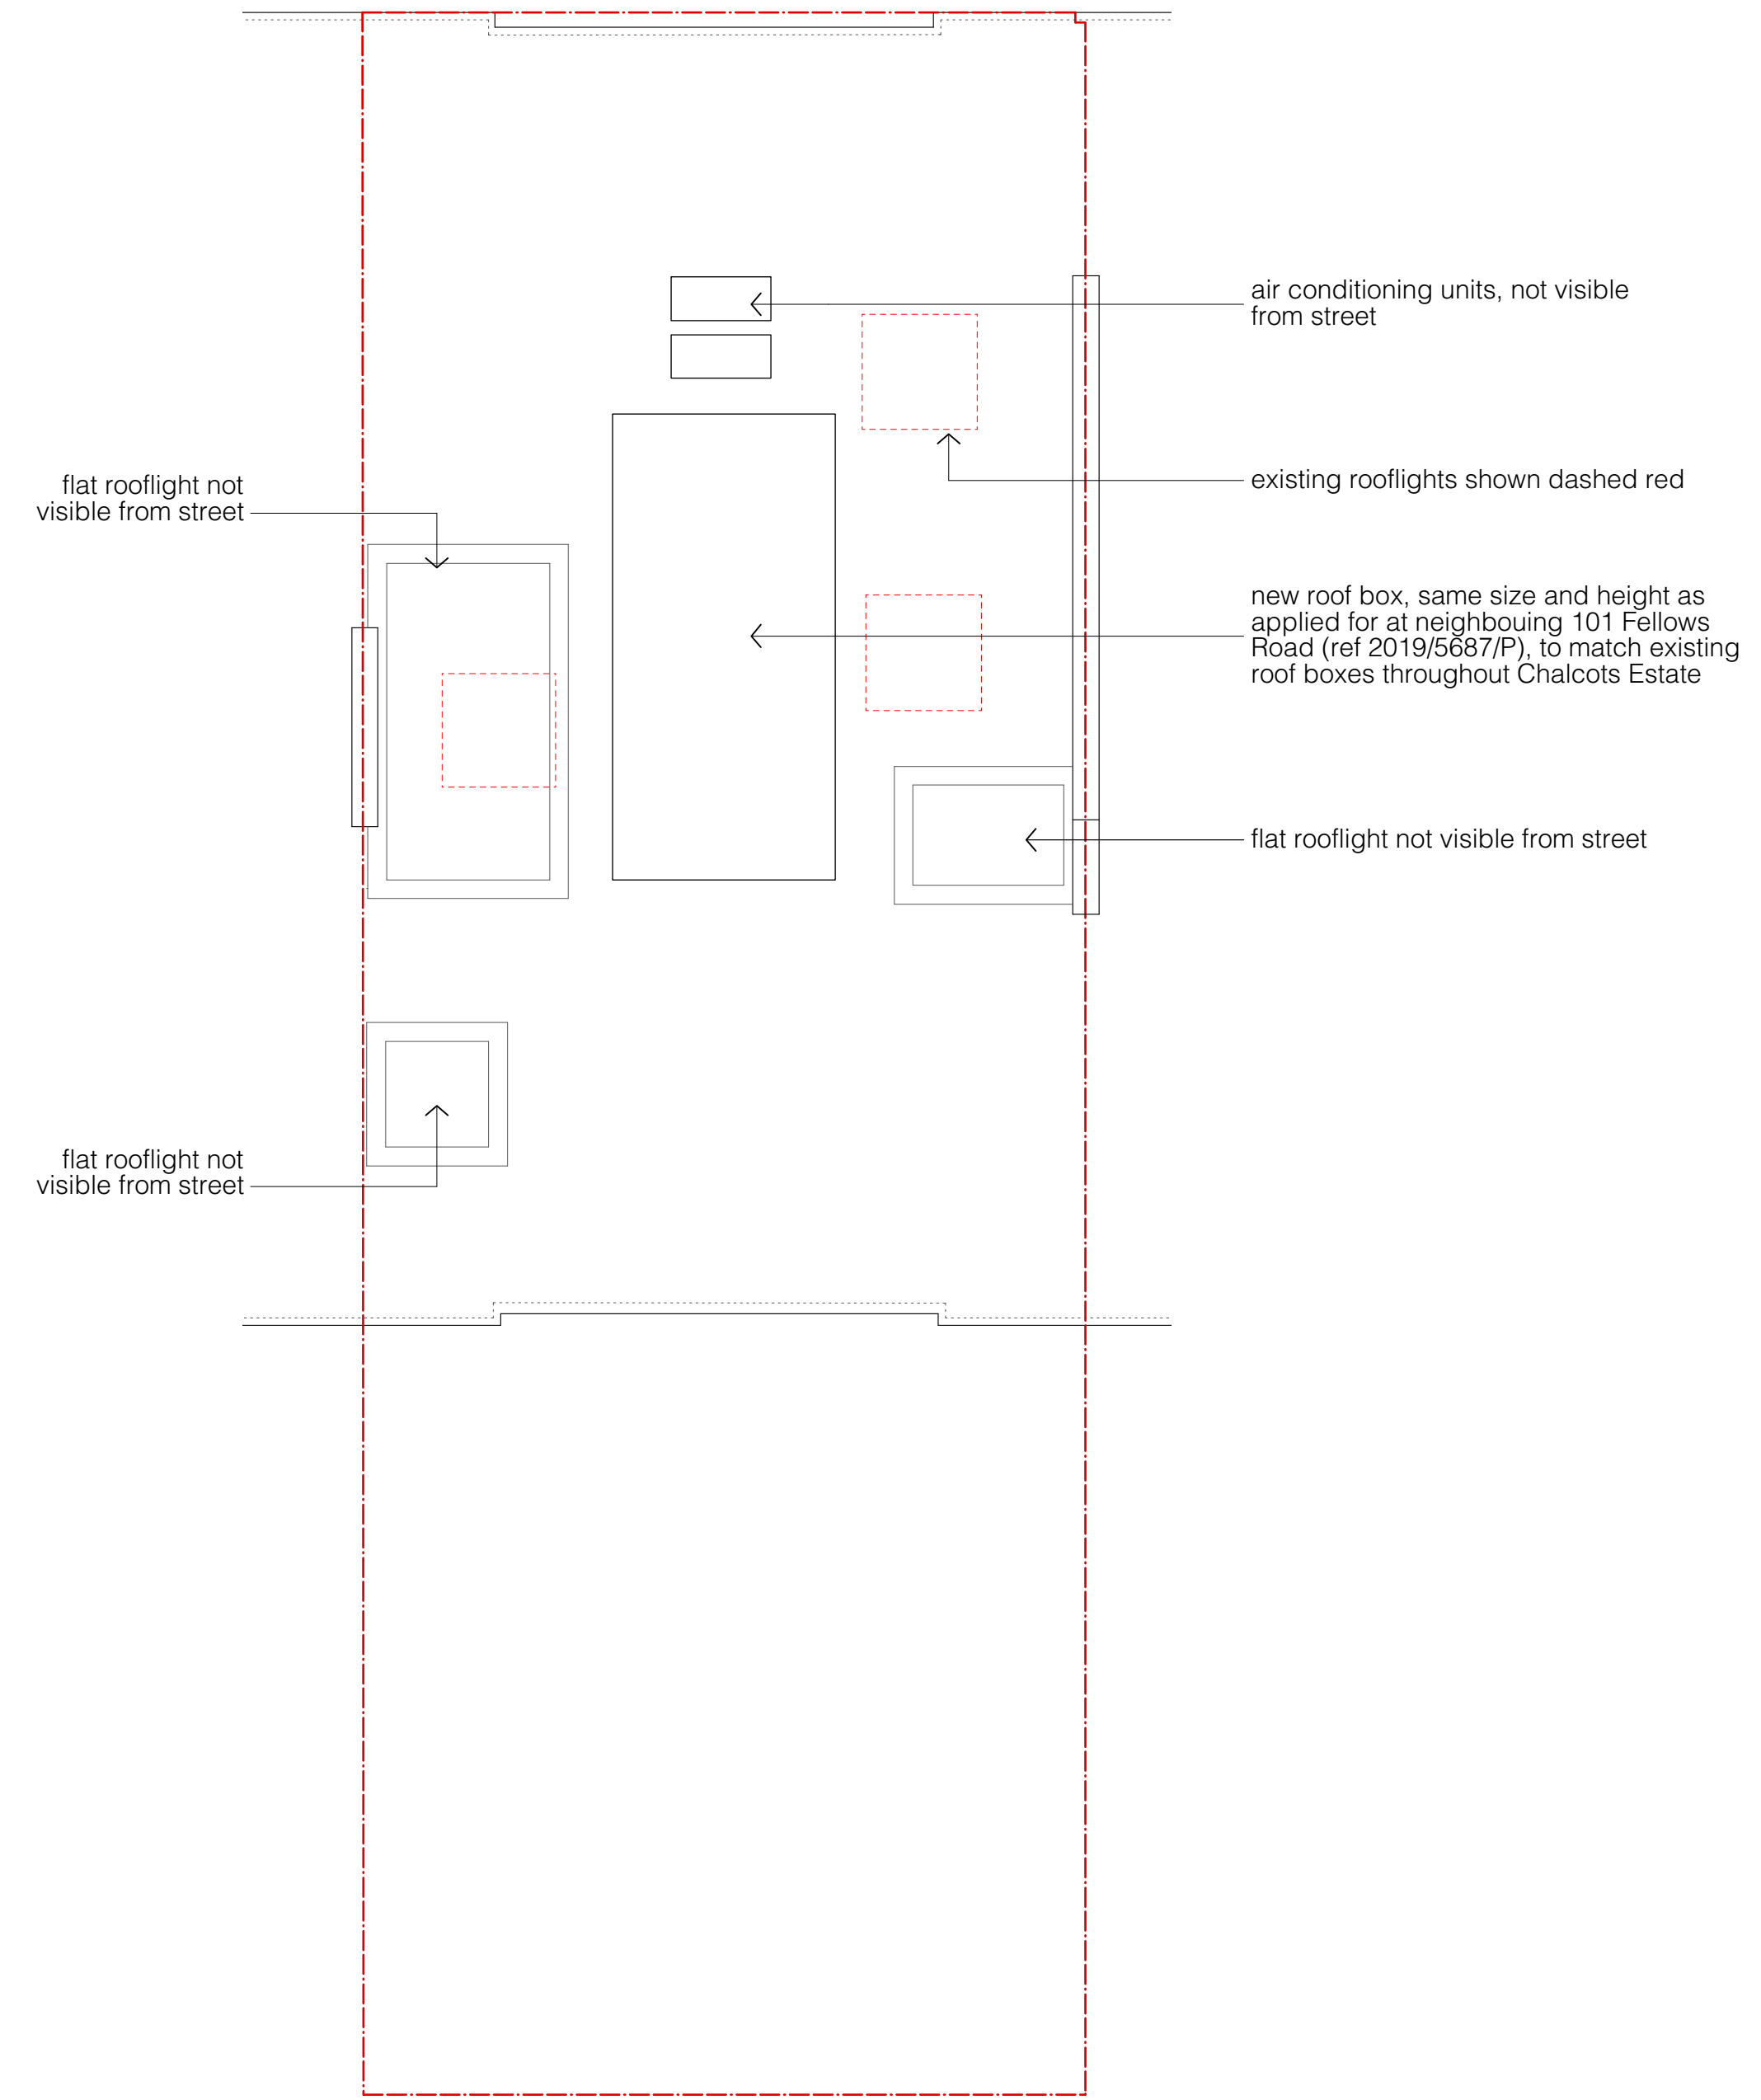 air conditioning units, not visible
from street
existing rooflights shown dashed red
flat rooflight not
visible from street
new roof box, same size and height as
applied for at neighbouing 101 Fellows
Road (ref 2019/5687/P), to match existing
roof boxes throughout Chalcots Estate
flat rooflight not visible from street
flat rooflight not
visible from street